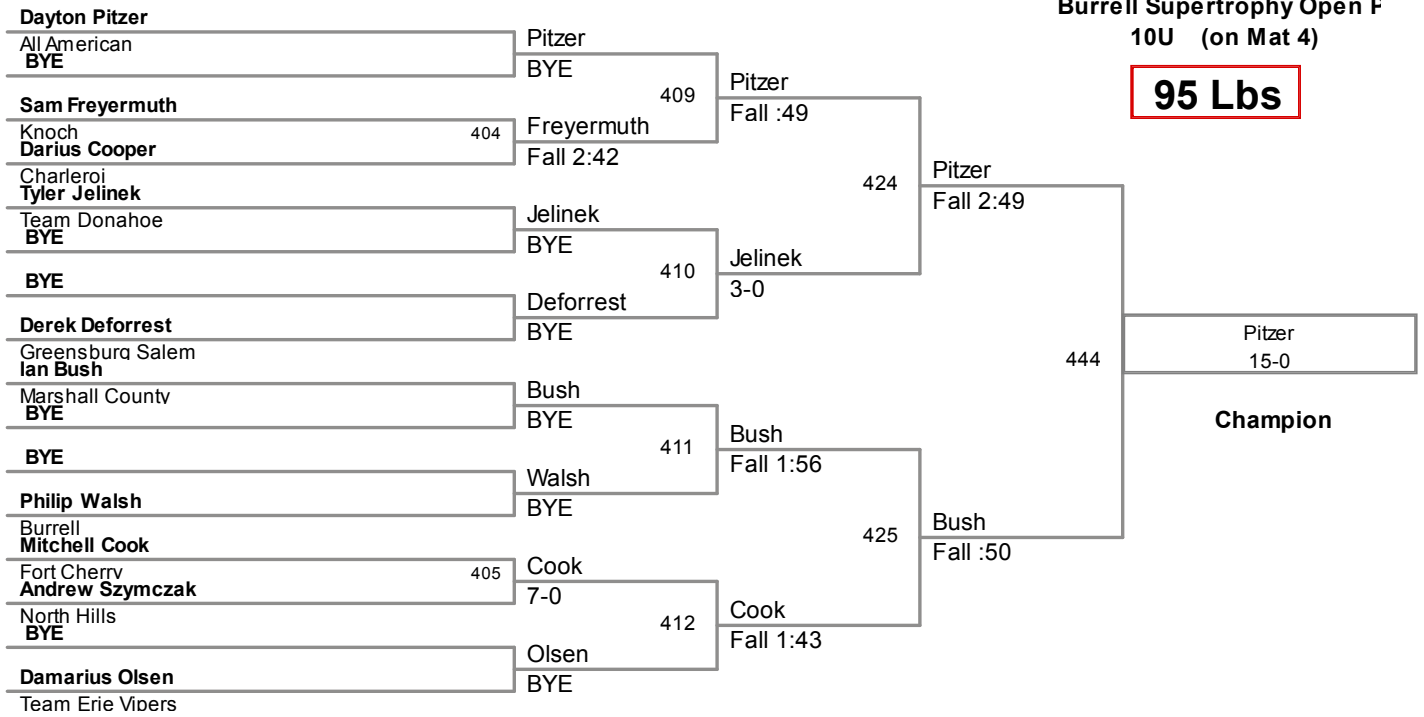 Burrell Supertrophy Open P
10U (on Mat 4)
95 Lbs
Dayton Pitzer
All American
BYE
Sam Freyermuth
Knoch
Darius Cooper
Charleroi
Tyler Jelinek
Team Donahoe
BYE
BYE
Derek Deforrest
Greensburg Salem
Ian Bush
Marshall County
BYE
BYE
Philip Walsh
Burrell
Mitchell Cook
Fort Cherry
Andrew Szymczak
North Hills
BYE
Damarius Olsen
Team Erie Vipers
404
405
Pitzer
BYE
Freyermuth
Fall 2:42
Jelinek
BYE
Deforrest
BYE
Bush
BYE
Walsh
BYE
Cook
7-0
Olsen
BYE
409
410
411
412
Pitzer
Fall :49
Jelinek
3-0
Bush
Fall 1:56
Cook
Fall 1:43
424
425
Pitzer
Fall 2:49
Bush
Fall :50
444
Pitzer
15-0
Champion